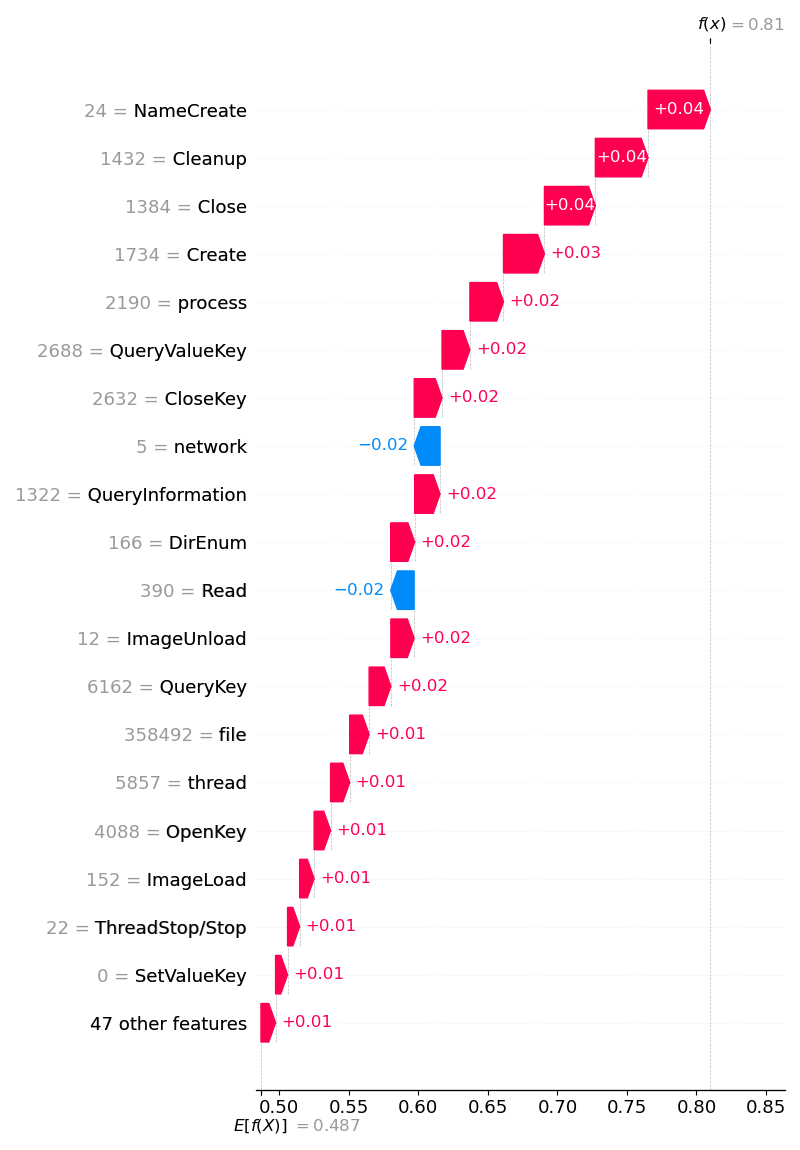 f(x) = 0.81
24 = NameCreate +0.04
1432 = Cleanup +0.04
1384 = Close +0.04
1734 = Create +0.03
2190 = process +0.02
2688 = QueryValueKey +0.02
2632 = CloseKey +0.02
5 = network −0.02
1322 = QueryInformation +0.02
166 = DirEnum +0.02
390 = Read −0.02
12 = ImageUnload +0.02
6162 = QueryKey +0.02
358492 = file +0.01
5857 = thread +0.01
4088 = OpenKey +0.01
152 = ImageLoad +0.01
22 = ThreadStop/Stop +0.01
0 = SetValueKey +0.01
47 other features +0.01
0.50 0.55 0.60 0.65 0.70 0.75 0.80 0.85
E[f(X)] = 0.487